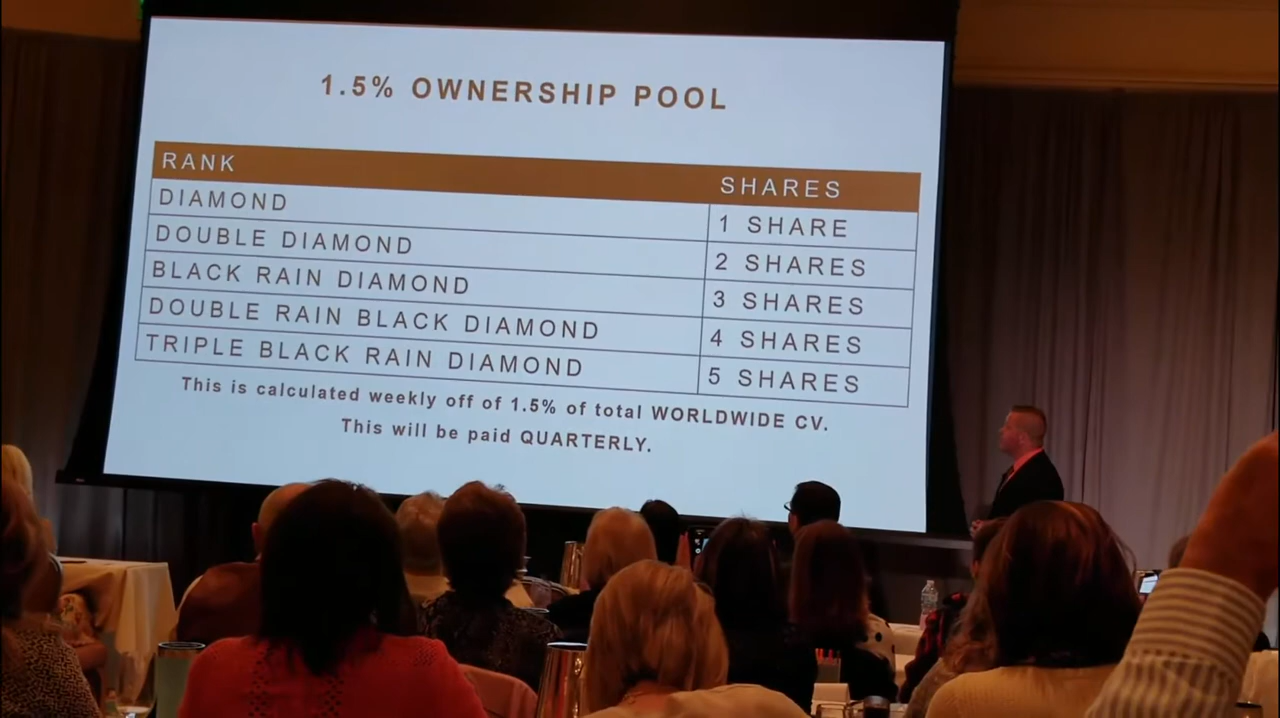 1.5% OWNERSHIP POOL
RANK SHARES
DIAMOND 1 SHARE
DOUBLE DIAMOND 2 SHARES
BLACK RAIN DIAMOND 3 SHARES
DOUBLE RAIN BLACK DIAMOND 4 SHARES
TRIPLE BLACK RAIN DIAMOND 5 SHARES
This is calculated weekly off of 1.5% of total WORLDWIDE CV.
This will be paid QUARTERLY.